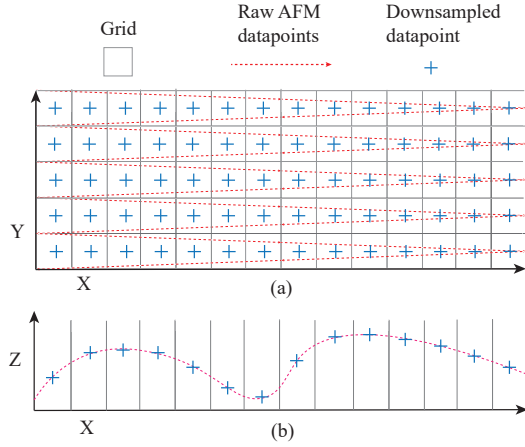 Grid
Raw AFM
datapoints
Downsampled
datapoint
Y
X
(a)
Z
X
(b)